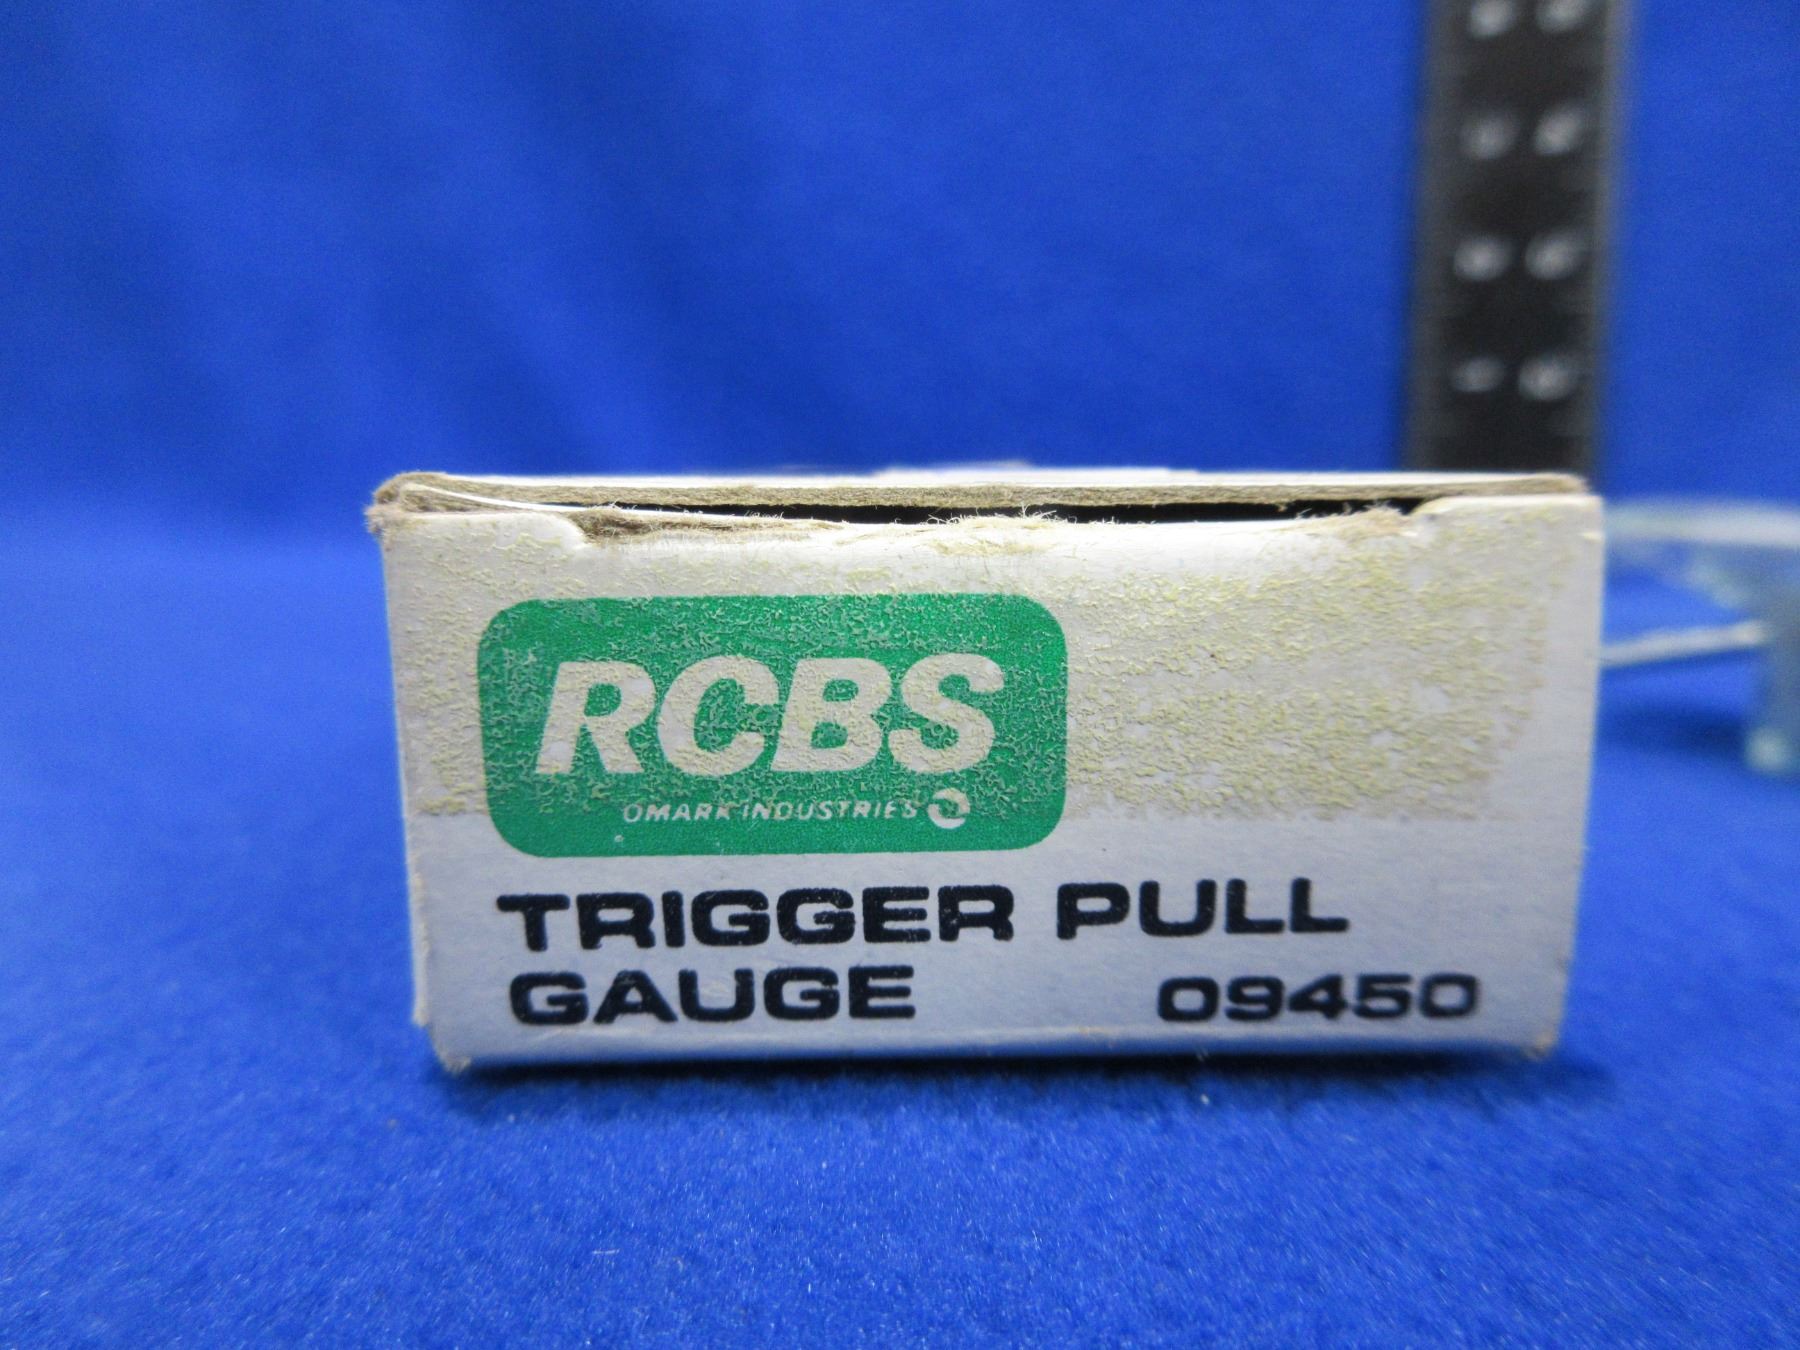 RCBS
OMARK INDUSTRIES
TRIGGER PULL
GAUGE 09450